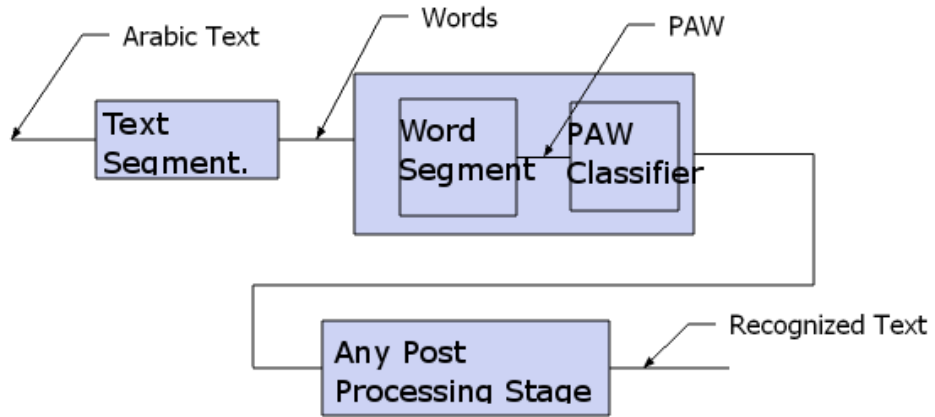 Arabic Text
Words
PAW
Text
Segment.
Word
Segment
PAW
Classifier
Any Post
Processing Stage
Recognized Text